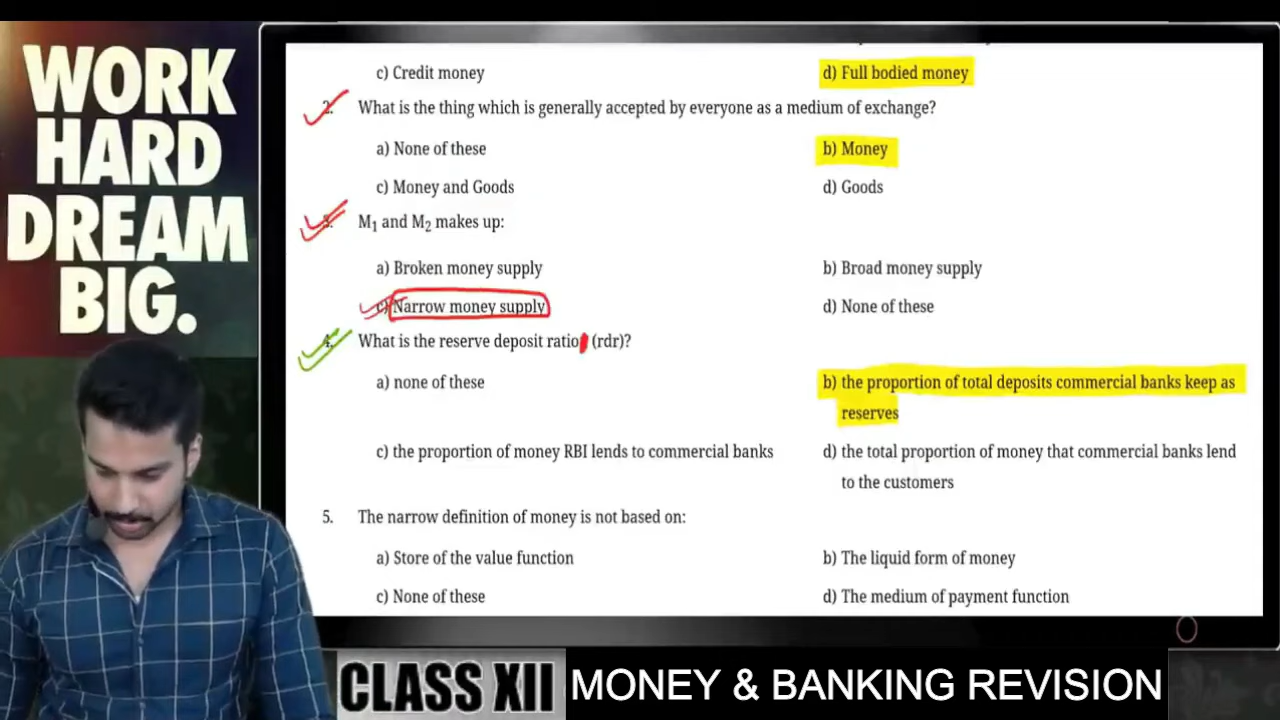 WORK
HARD
DREAM
BIG.
c) Credit money
d) Full bodied money
2. What is the thing which is generally accepted by everyone as a medium of exchange?
a) None of these
b) Money
c) Money and Goods
d) Goods
3. M1 and M2 makes up:
a) Broken money supply
b) Broad money supply
c) Narrow money supply
d) None of these
4. What is the reserve deposit ratio (rdr)?
a) none of these
b) the proportion of total deposits commercial banks keep as
reserves
c) the proportion of money RBI lends to commercial banks
d) the total proportion of money that commercial banks lend
to the customers
5. The narrow definition of money is not based on:
a) Store of the value function
b) The liquid form of money
c) None of these
d) The medium of payment function
CLASS XII
MONEY & BANKING REVISION